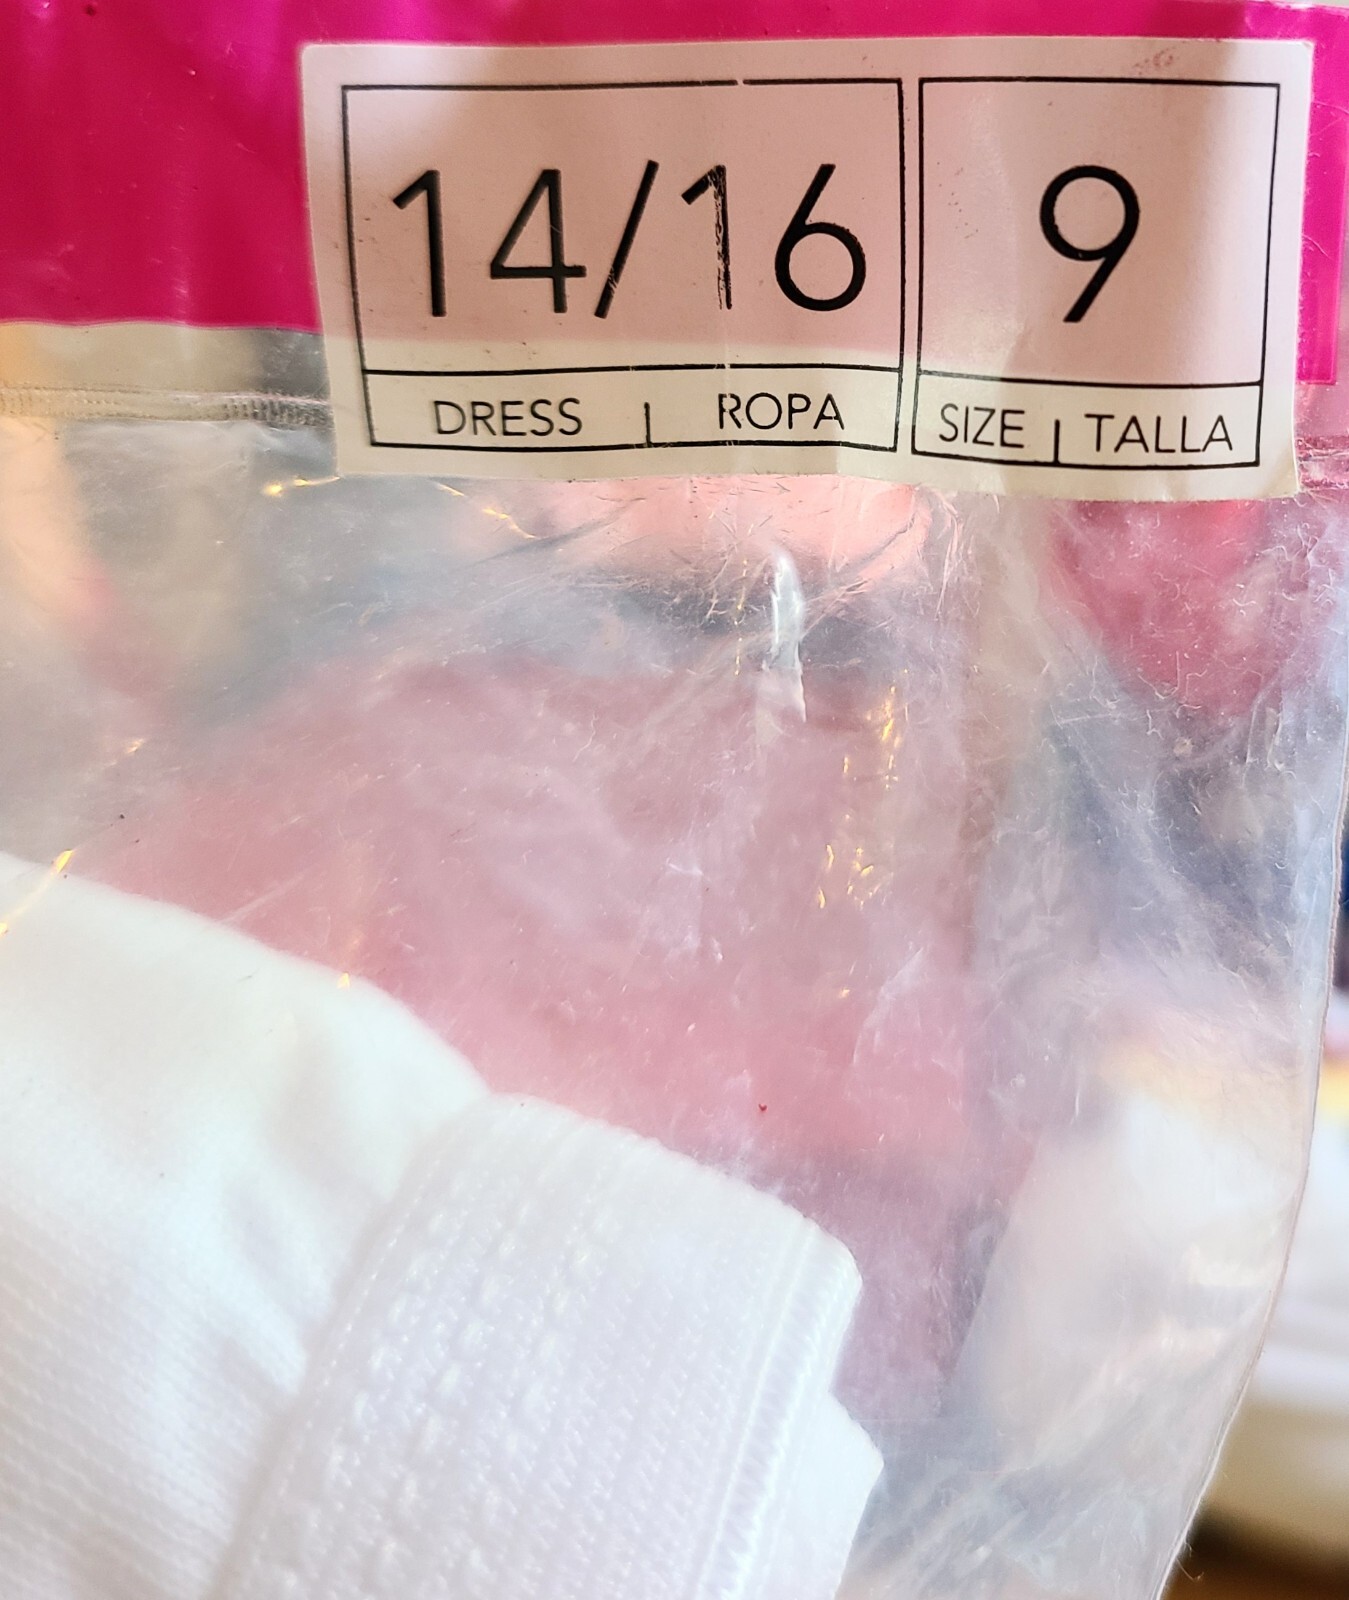 14/16 9
DRESS | ROPA SIZE | TALLA